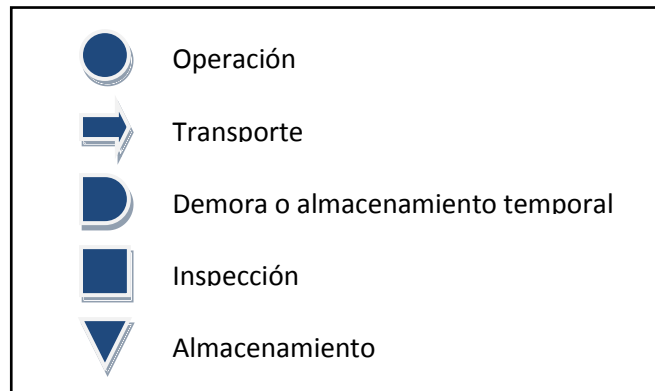 Operación
Transporte
Demora o almacenamiento temporal
Inspección
Almacenamiento